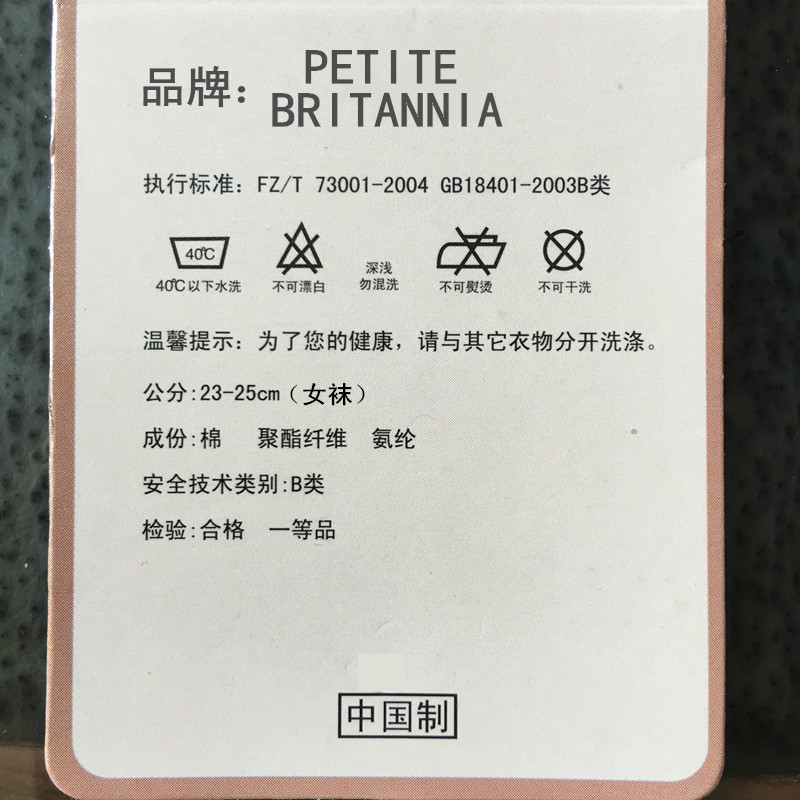 品牌： PETITE
BRITANNIA
执行标准：FZ/T 73001-2004 GB18401-2003B类
40℃
40℃以下水洗 不可漂白 深浅 勿混洗 不可熨烫 不可干洗
温馨提示：为了您的健康，请与其它衣物分开洗涤。
公分:23-25cm（女袜）
成份:棉 聚酯纤维 氨纶
安全技术类别:B类
检验:合格 一等品
中国制